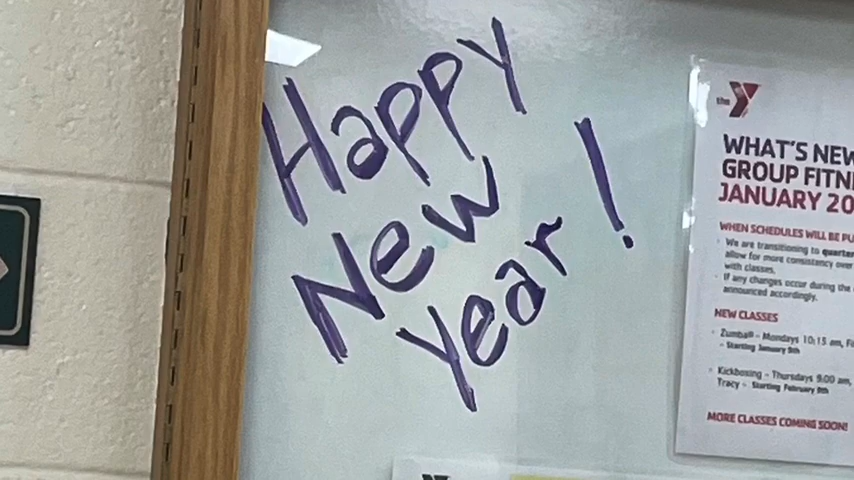 Happy
New
Year!
the Y
WHAT'S NEW
GROUP FITN
JANUARY 20
WHEN SCHEDULES WILL BE PU
We are transitioning to quarter
allow for more consistency over
with classes.
If any changes occur during the
announced accordingly.
NEW CLASSES
Zumba® - Mondays 10:15 am, Fi
- Starting January 9th
Kickboxing - Thursdays 9:00 am,
Tracy - Starting February 9th
MORE CLASSES COMING SOON!